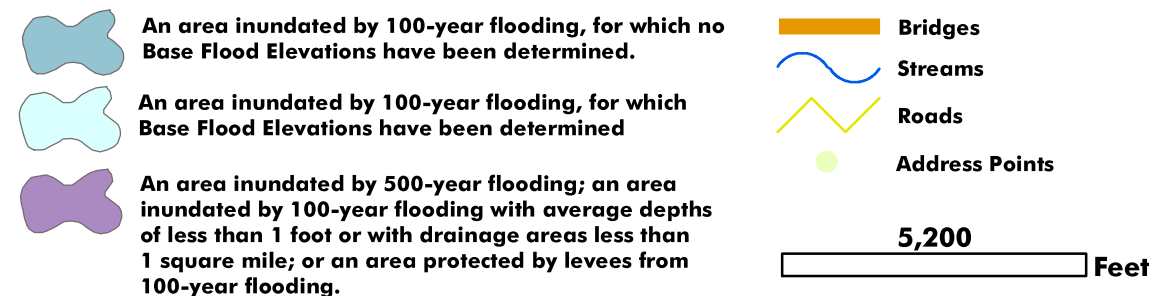 An area inundated by 100-year flooding, for which no
Base Flood Elevations have been determined.
An area inundated by 100-year flooding, for which
Base Flood Elevations have been determined
An area inundated by 500-year flooding; an area
inundated by 100-year flooding with average depths
of less than 1 foot or with drainage areas less than
1 square mile; or an area protected by levees from
100-year flooding.
Bridges
Streams
Roads
Address Points
5,200
Feet